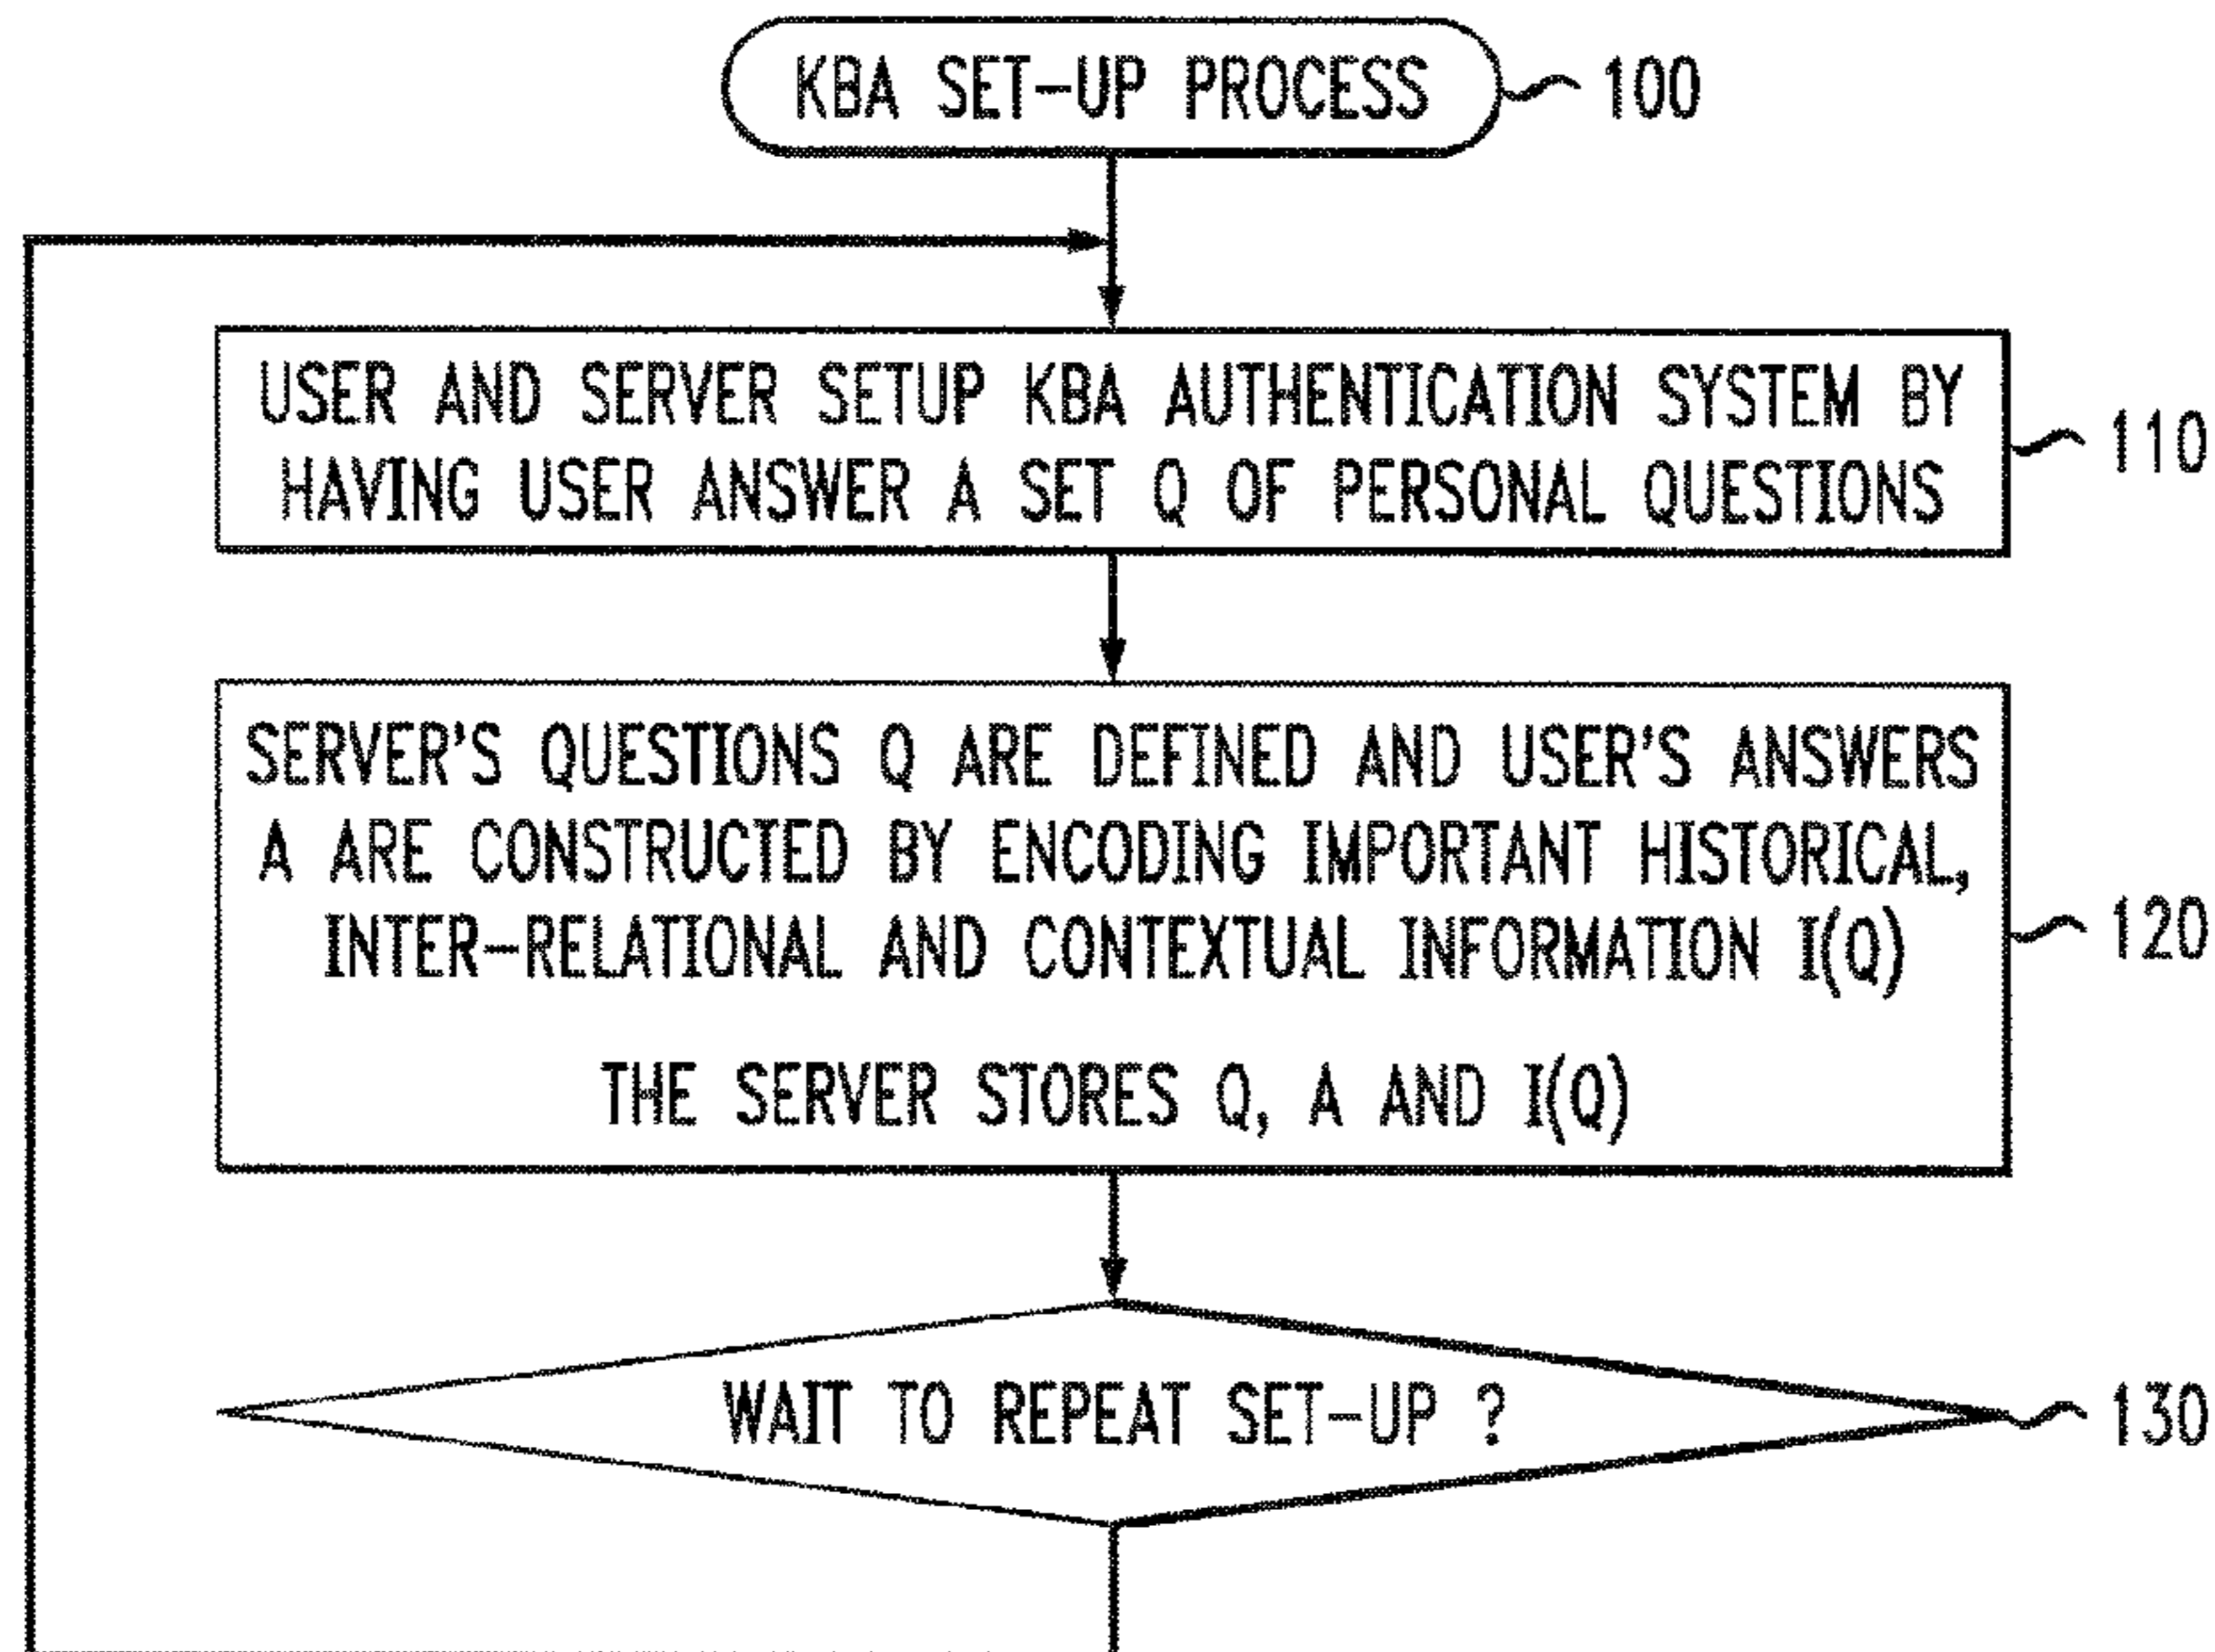 KBA SET-UP PROCESS
100
USER AND SERVER SETUP KBA AUTHENTICATION SYSTEM BY
HAVING USER ANSWER A SET Q OF PERSONAL QUESTIONS
110
SERVER'S QUESTIONS Q ARE DEFINED AND USER'S ANSWERS
A ARE CONSTRUCTED BY ENCODING IMPORTANT HISTORICAL,
INTER-RELATIONAL AND CONTEXTUAL INFORMATION I(Q)
THE SERVER STORES Q, A AND I(Q)
120
WAIT TO REPEAT SET-UP ?
130